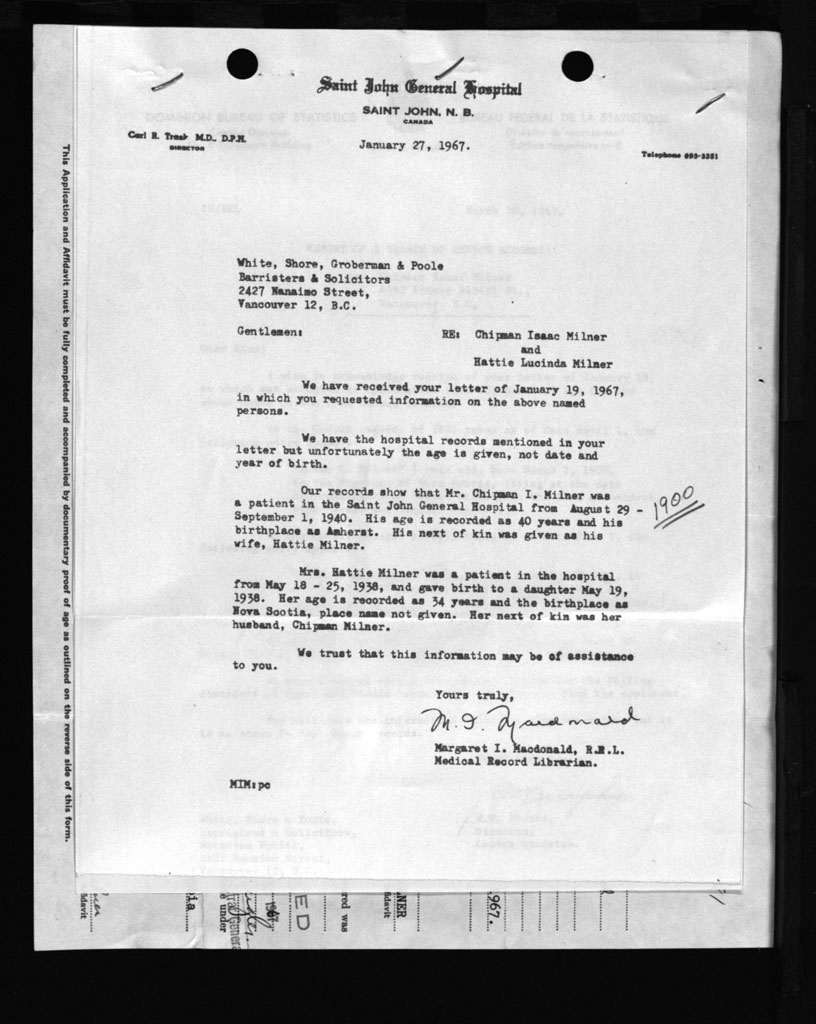 Saint John General Hospital
SAINT JOHN, N. B.
CANADA
Carl R. Trask M.D., D.P.H.
DIRECTOR
January 27, 1967.
Telephone 693-3351
White, Shore, Groberman & Poole
Barristers & Solicitors
2427 Nanaimo Street,
Vancouver 12, B.C.
Gentlemen:
RE: Chipman Isaac Milner
and
Hattie Lucinda Milner
We have received your letter of January 19, 1967,
in which you requested information on the above named
persons.
We have the hospital records mentioned in your
letter but unfortunately the age is given, not date and
year of birth.
Our records show that Mr. Chipman I. Milner was
a patient in the Saint John General Hospital from August 29 -
September 1, 1940. His age is recorded as 40 years and his
birthplace as Amherst. His next of kin was given as his
wife, Hattie Milner.
1900
Mrs. Hattie Milner was a patient in the hospital
from May 18 - 25, 1938, and gave birth to a daughter May 19,
1938. Her age is recorded as 34 years and the birthplace as
Nova Scotia, place name not given. Her next of kin was her
husband, Chipman Milner.
We trust that this information may be of assistance
to you.
Yours truly,
Margaret I. Macdonald, R.R.L.
Medical Record Librarian.
MIM:pc
This Application and Affidavit must be fully completed and accompanied by documentary proof of age as outlined on the reverse side of this form.
fidavit
1967
e under
ED
ered was
NER
fidavit
967.